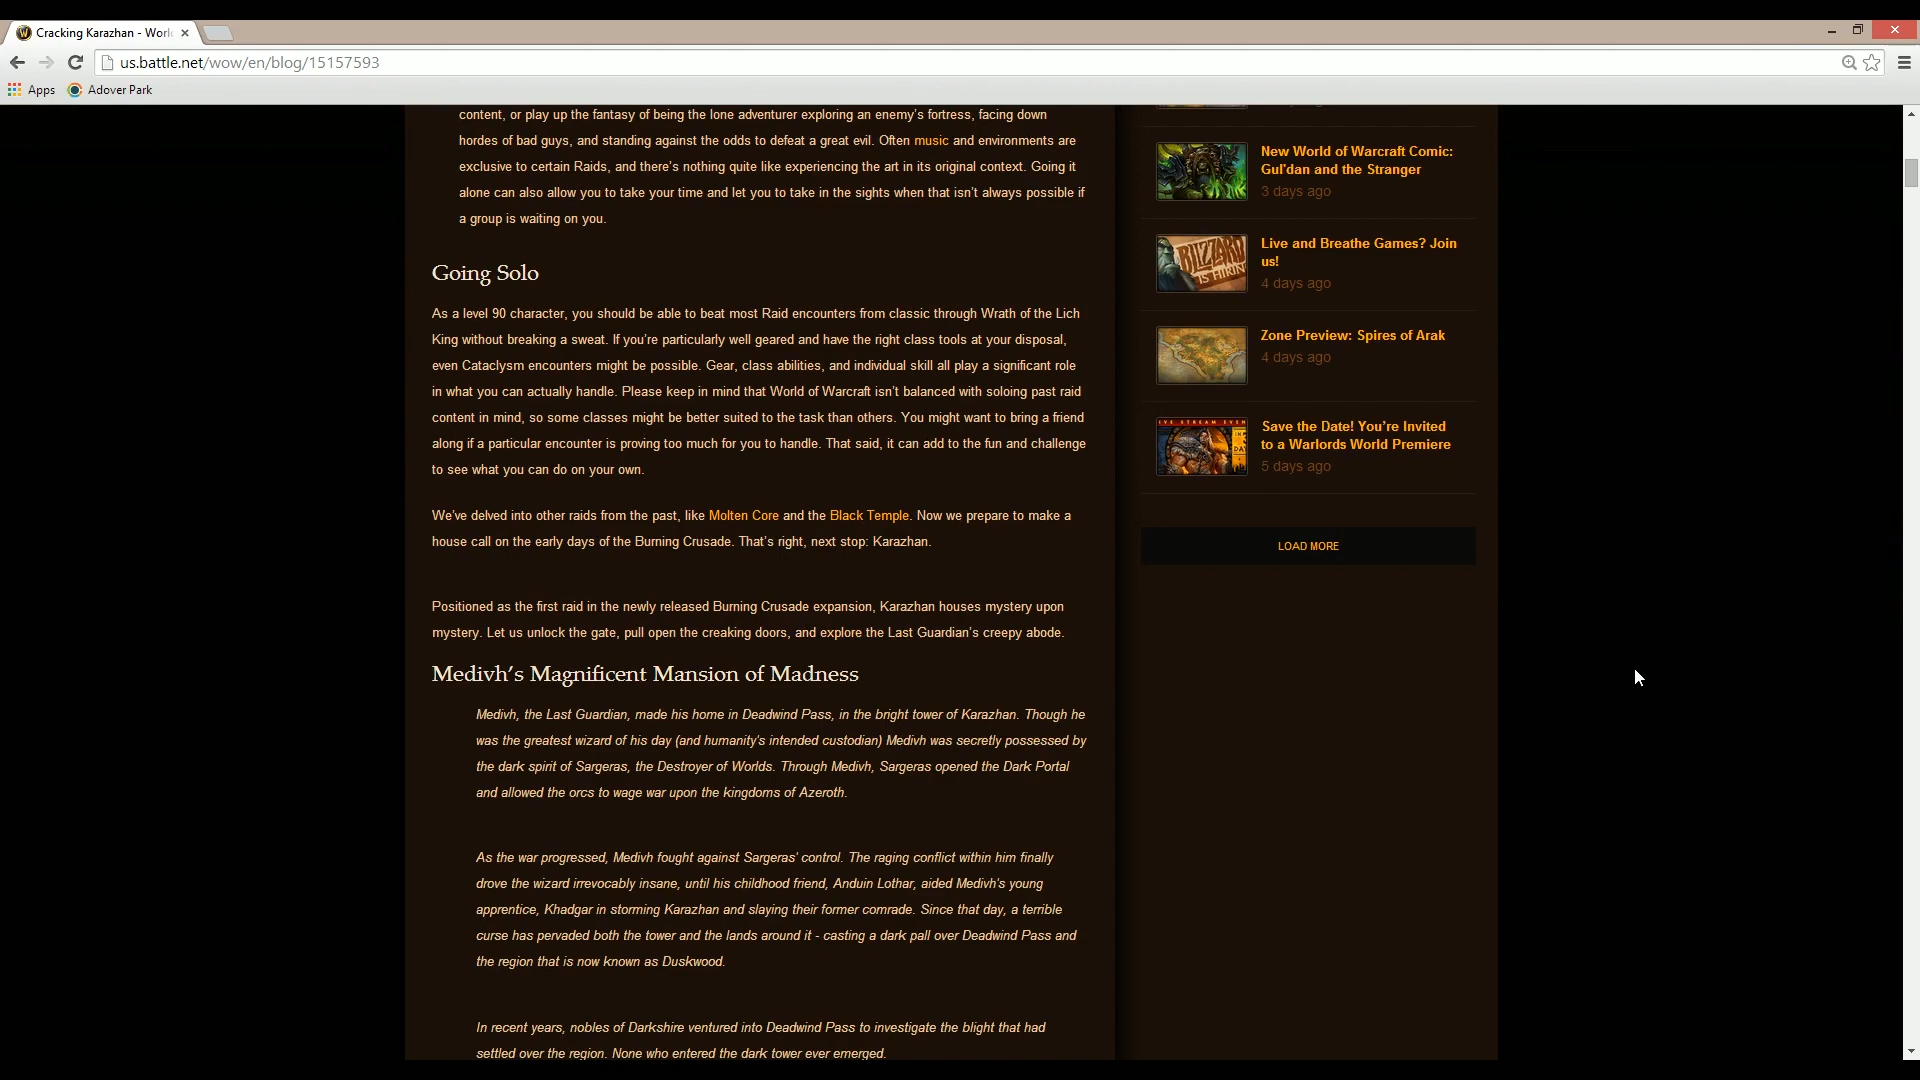 Cracking Karazhan - Worl
us.battle.net/wow/en/blog/15157593
Apps
Adover Park
content, or play up the fantasy of being the lone adventurer exploring an enemy's fortress, facing down
hordes of bad guys, and standing against the odds to defeat a great evil. Often music and environments are
exclusive to certain Raids, and there's nothing quite like experiencing the art in its original context. Going it
alone can also allow you to take your time and let you to take in the sights when that isn't always possible if
a group is waiting on you.
Going Solo
As a level 90 character, you should be able to beat most Raid encounters from classic through Wrath of the Lich
King without breaking a sweat. If you're particularly well geared and have the right class tools at your disposal,
even Cataclysm encounters might be possible. Gear, class abilities, and individual skill all play a significant role
in what you can actually handle. Please keep in mind that World of Warcraft isn't balanced with soloing past raid
content in mind, so some classes might be better suited to the task than others. You might want to bring a friend
along if a particular encounter is proving too much for you to handle. That said, it can add to the fun and challenge
to see what you can do on your own.
We've delved into other raids from the past, like Molten Core and the Black Temple. Now we prepare to make a
house call on the early days of the Burning Crusade. That's right, next stop: Karazhan.
Positioned as the first raid in the newly released Burning Crusade expansion, Karazhan houses mystery upon
mystery. Let us unlock the gate, pull open the creaking doors, and explore the Last Guardian's creepy abode.
Medivh's Magnificent Mansion of Madness
Medivh, the Last Guardian, made his home in Deadwind Pass, in the bright tower of Karazhan. Though he
was the greatest wizard of his day (and humanity's intended custodian) Medivh was secretly possessed by
the dark spirit of Sargeras, the Destroyer of Worlds. Through Medivh, Sargeras opened the Dark Portal
and allowed the orcs to wage war upon the kingdoms of Azeroth.
As the war progressed, Medivh fought against Sargeras' control. The raging conflict within him finally
drove the wizard irrevocably insane, until his childhood friend, Anduin Lothar, aided Medivh's young
apprentice, Khadgar in storming Karazhan and slaying their former comrade. Since that day, a terrible
curse has pervaded both the tower and the lands around it - casting a dark pall over Deadwind Pass and
the region that is now known as Duskwood.
In recent years, nobles of Darkshire ventured into Deadwind Pass to investigate the blight that had
settled over the region. None who entered the dark tower ever emerged.
New World of Warcraft Comic:
Gul'dan and the Stranger
3 days ago
BLIZZARD
IS HIRIN
Live and Breathe Games? Join
us!
4 days ago
Zone Preview: Spires of Arak
4 days ago
Save the Date! You're Invited
to a Warlords World Premiere
5 days ago
LOAD MORE